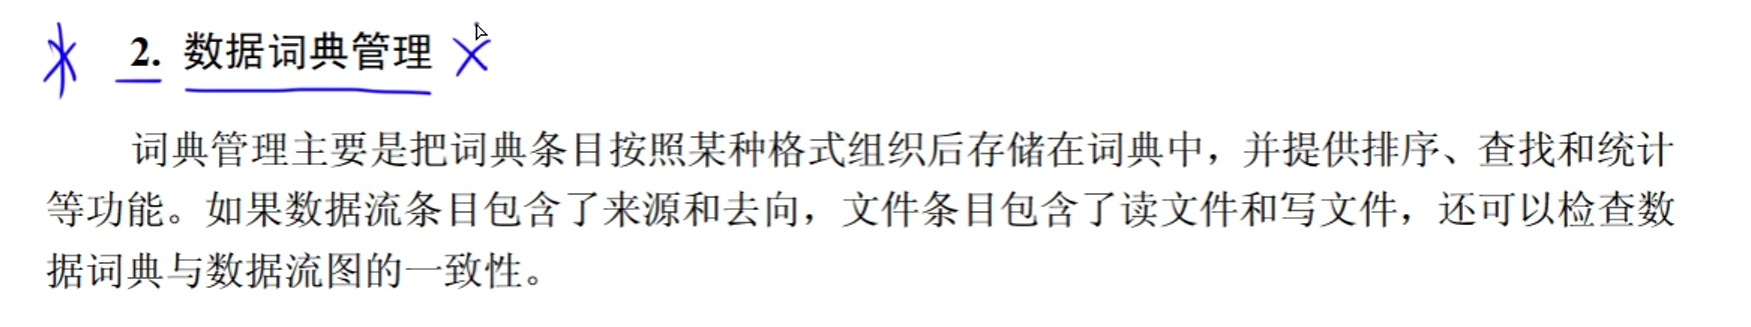 2. 数据词典管理
词典管理主要是把词典条目按照某种格式组织后存储在词典中，并提供排序、查找和统计
等功能。如果数据流条目包含了来源和去向，文件条目包含了读文件和写文件，还可以检查数
据词典与数据流图的一致性。